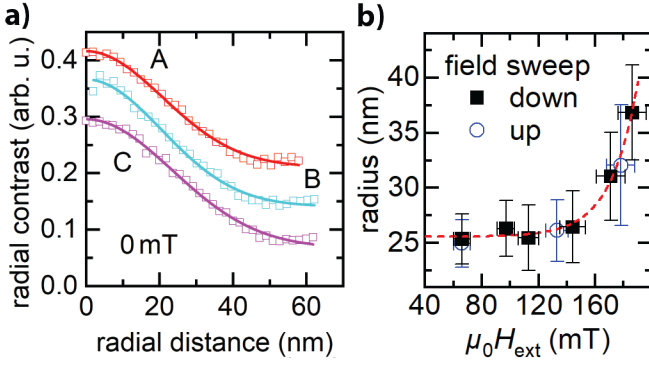 a)
radial contrast (arb. u.)
0.4
0.3
0.2
0.1
0.0
A
B
C
0 mT
0 20 40 60
radial distance (nm)
b)
radius (nm)
40
35
30
25
field sweep
down
up
40 80 120 160
μ₀Hₑₓₜ (mT)